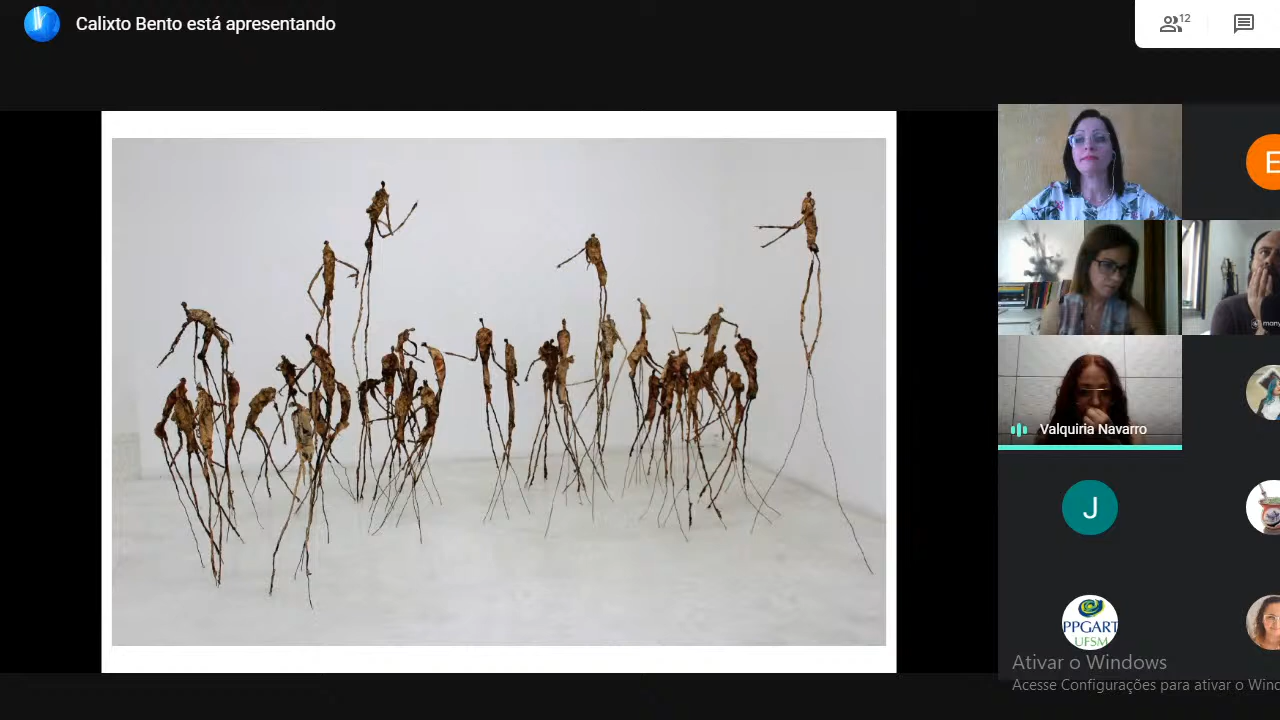 Calixto Bento está apresentando
12
E
Valquiria Navarro
J
PPGART
UFSM
Ativar o Windows
Acesse Configurações para ativar o Wind